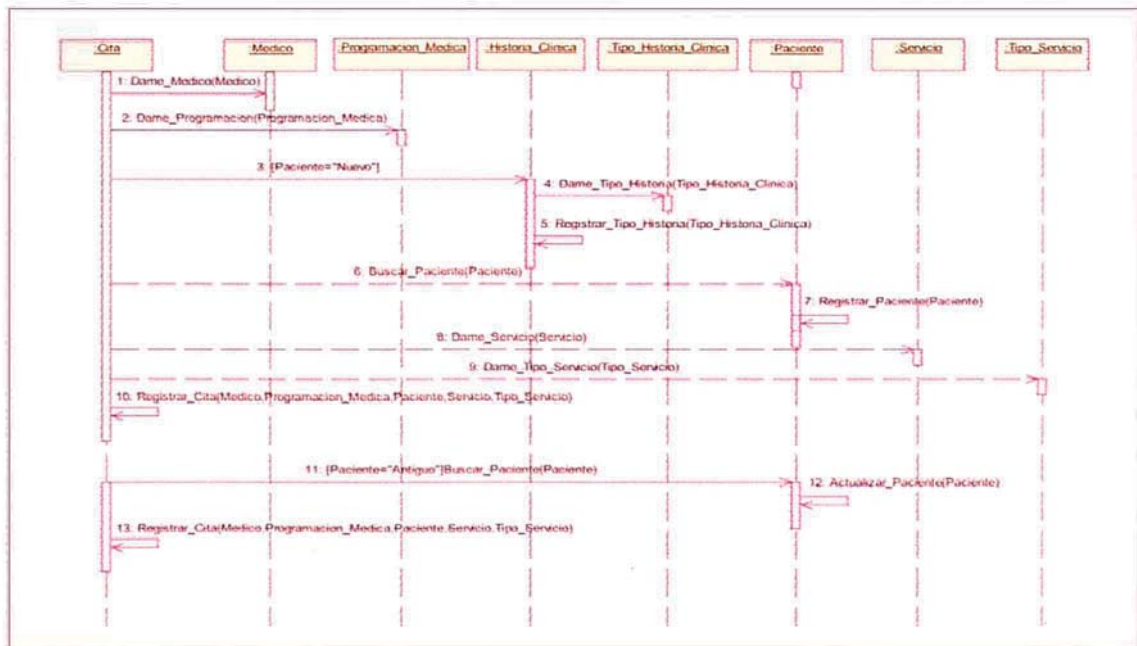 :Cita
:Medico
:Programacion_Medica
:Historia_Clinica
:Tipo_Historia_Clinica
:Paciente
:Servicio
:Tipo_Servicio
1: Dame_Medico(Medico)
2: Dame_Programacion(Programacion_Medica)
3: [Paciente="Nuevo"]
4: Dame_Tipo_Historia(Tipo_Historia_Clinica)
5: Registrar_Tipo_Historia(Tipo_Historia_Clinica)
6: Buscar_Paciente(Paciente)
7: Registrar_Paciente(Paciente)
8: Dame_Servicio(Servicio)
9: Dame_Tipo_Servicio(Tipo_Servicio)
10: Registrar_Cita(Medico,Programacion_Medica,Paciente,Servicio,Tipo_Servicio)
11: [Paciente="Antiguo"]Buscar_Paciente(Paciente)
12: Actualizar_Paciente(Paciente)
13: Registrar_Cita(Medico,Programacion_Medica,Paciente,Servicio,Tipo_Servicio)